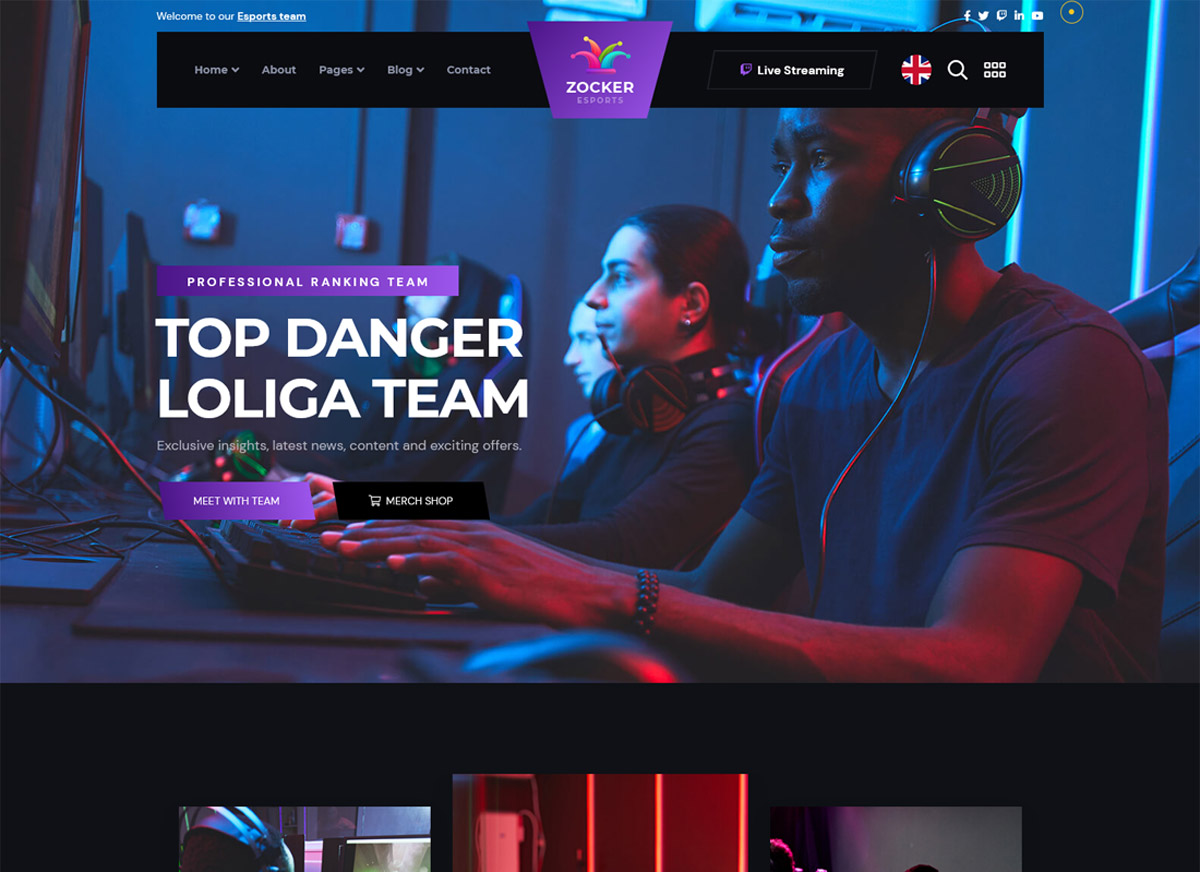 Welcome to our Esports team
Home
About
Pages
Blog
Contact
ZOCKER
ESPORTS
Live Streaming
PROFESSIONAL RANKING TEAM
TOP DANGER
LOLIGA TEAM
Exclusive insights, latest news, content and exciting offers.
MEET WITH TEAM
MERCH SHOP